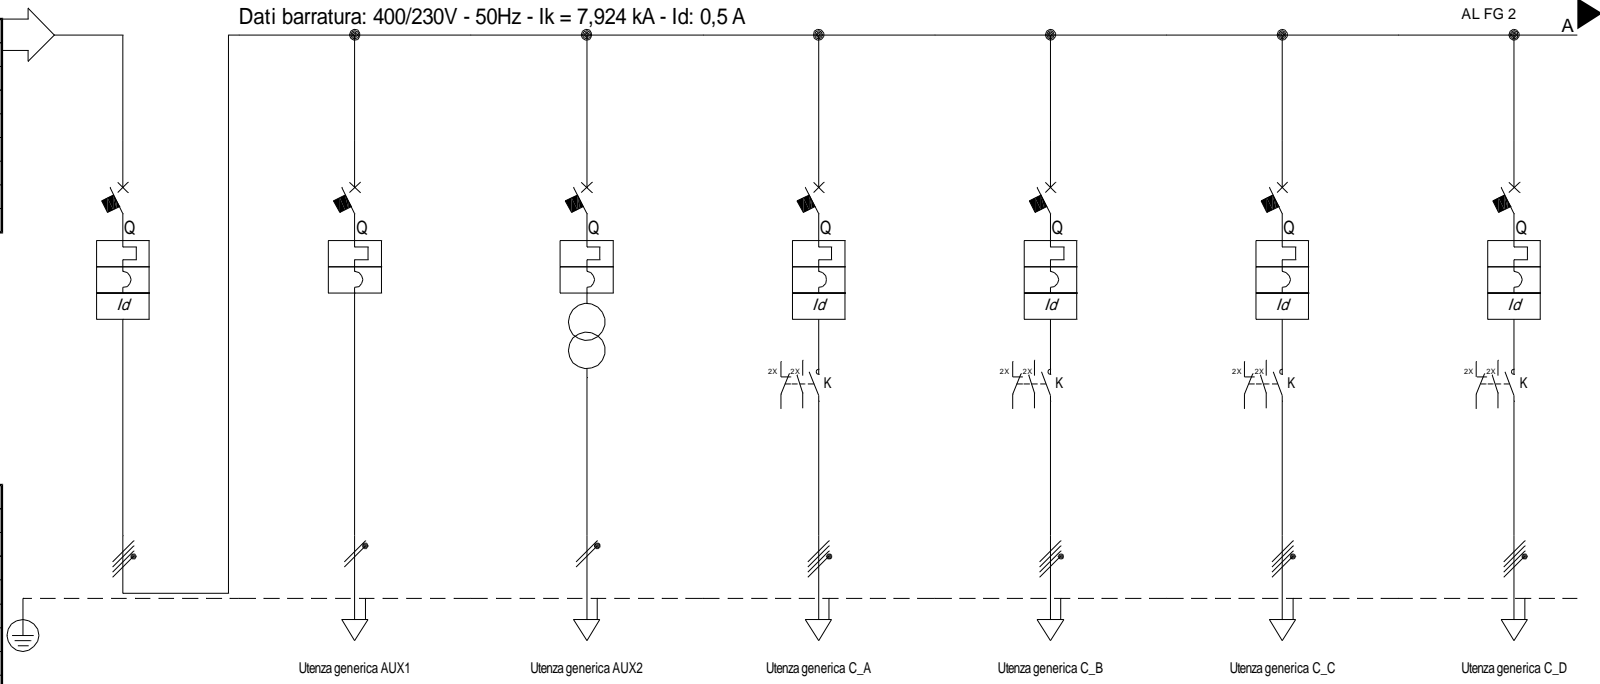 Dati barratura: 400/230V - 50Hz - Ik = 7,924 kA - Id: 0,5 A
AL FG 2
A
Q
Q
Q
Q
Q
Q
Q
Id
Id
Id
Id
Id
2X 2X K
2X 2X K
2X 2X K
2X 2X K
Utenza generica AUX1
Utenza generica AUX2
Utenza generica C_A
Utenza generica C_B
Utenza generica C_C
Utenza generica C_D